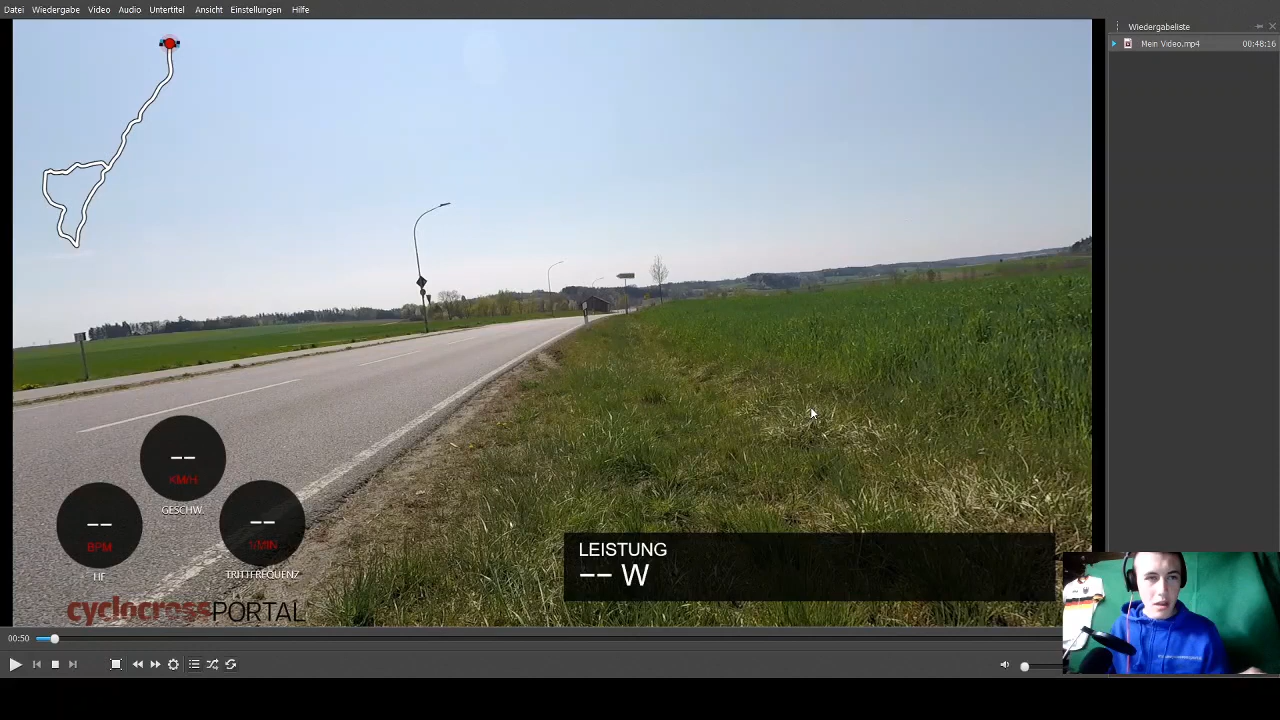 Datei Wiedergabe Video Audio Untertitel Ansicht Einstellungen Hilfe
Wiedergabeliste
Mein Video.mp4 00:48:16
--
KM/H
GESCHW.
--
BPM
HF
--
1/MIN
TRITTFREQUENZ
LEISTUNG
-- W
cyclocrossPORTAL
00:50